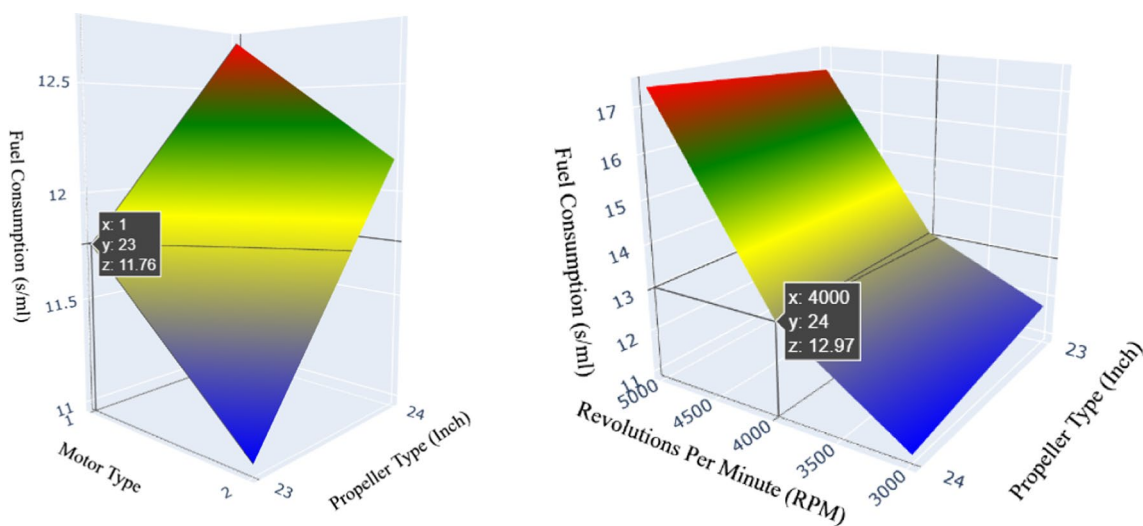 12.5
12
11.5
11
Fuel Consumption (s/ml)
x: 1
y: 23
z: 11.76
1
2
Motor Type
23
24
Propeller Type (Inch)
17
16
15
14
13
12
11
Fuel Consumption (s/ml)
x: 4000
y: 24
z: 12.97
5000
4500
4000
3500
3000
Revolutions Per Minute (RPM)
23
24
Propeller Type (Inch)